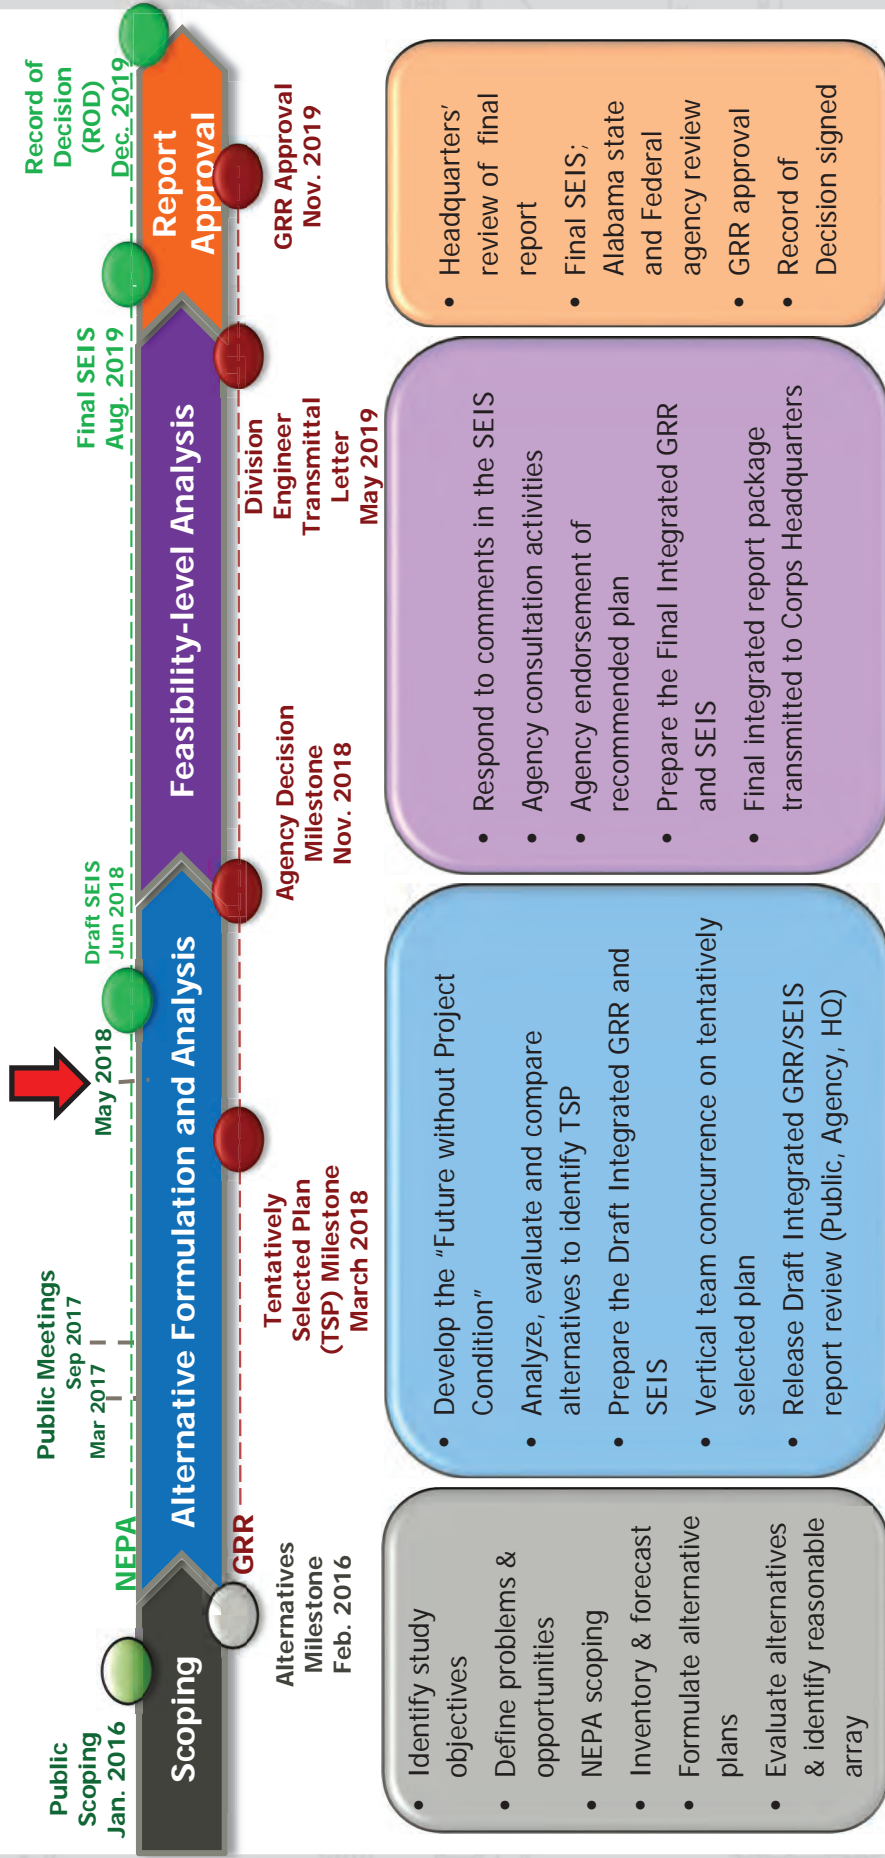 Public
Scoping
Jan. 2016
NEPA
Public Meetings
Mar 2017
Sep 2017
May 2018
Draft SEIS
Jun 2018
Final SEIS
Aug. 2019
Record of
Decision
(ROD)
Dec. 2019
Scoping
Alternative Formulation and Analysis
Feasibility-level Analysis
Report
Approval
GRR
Alternatives
Milestone
Feb. 2016
Tentatively
Selected Plan
(TSP) Milestone
March 2018
Agency Decision
Milestone
Nov. 2018
Division
Engineer
Transmittal
Letter
May 2019
GRR Approval
Nov. 2019
• Identify study
objectives
• Define problems &
opportunities
• NEPA scoping
• Inventory & forecast
• Formulate alternative
plans
• Evaluate alternatives
& identify reasonable
array
• Develop the “Future without Project
Condition”
• Analyze, evaluate and compare
alternatives to identify TSP
• Prepare the Draft Integrated GRR and
SEIS
• Vertical team concurrence on tentatively
selected plan
• Release Draft Integrated GRR/SEIS
report review (Public, Agency, HQ)
• Respond to comments in the SEIS
• Agency consultation activities
• Agency endorsement of
recommended plan
• Prepare the Final Integrated GRR
and SEIS
• Final integrated report package
transmitted to Corps Headquarters
• Headquarters’
review of final
report
• Final SEIS;
Alabama state
and Federal
agency review
• GRR approval
• Record of
Decision signed